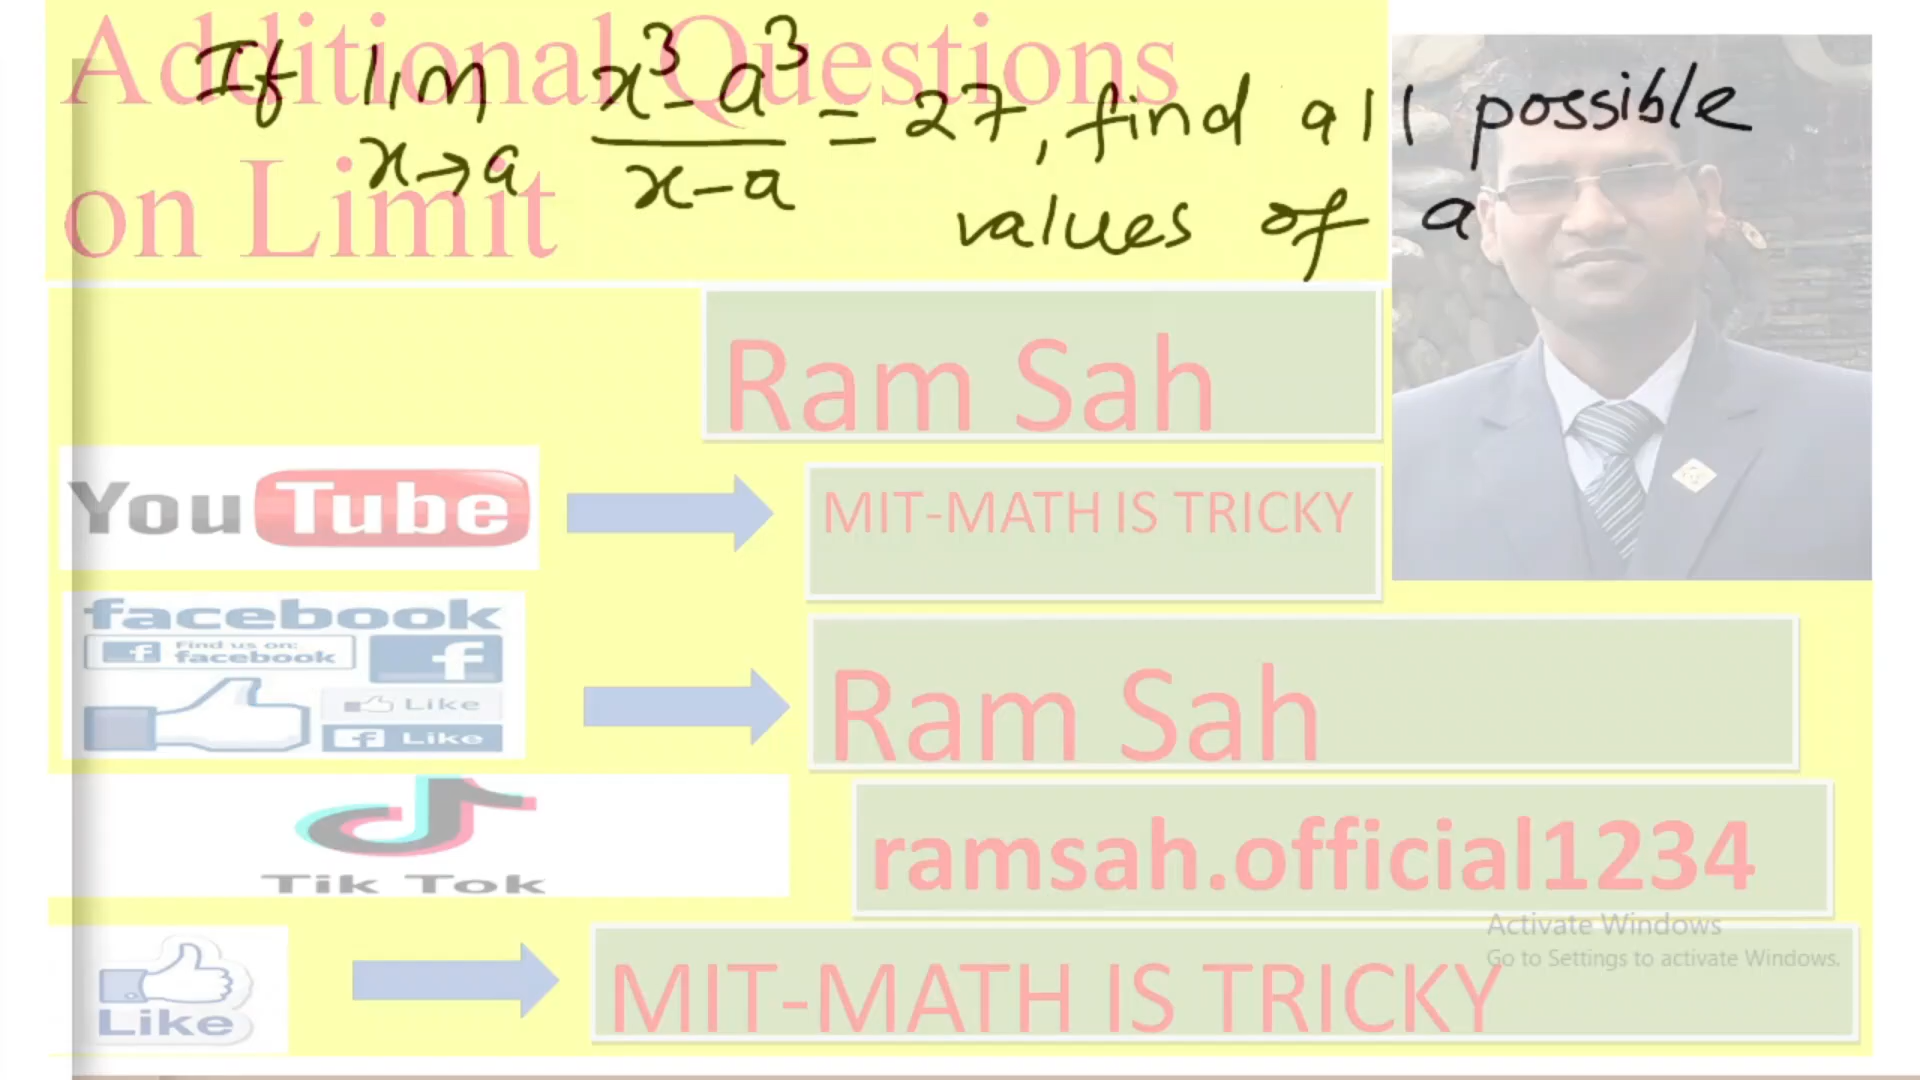 Additional Questions
on Limit
If lim x→a (x³-a³)/(x-a) = 27, find all possible
values of a
Ram Sah
YouTube
MIT-MATH IS TRICKY
facebook
Find us on:
facebook
Like
Like
Ram Sah
Tik Tok
ramsah.official1234
Like
MIT-MATH IS TRICKY
Activate Windows
Go to Settings to activate Windows.